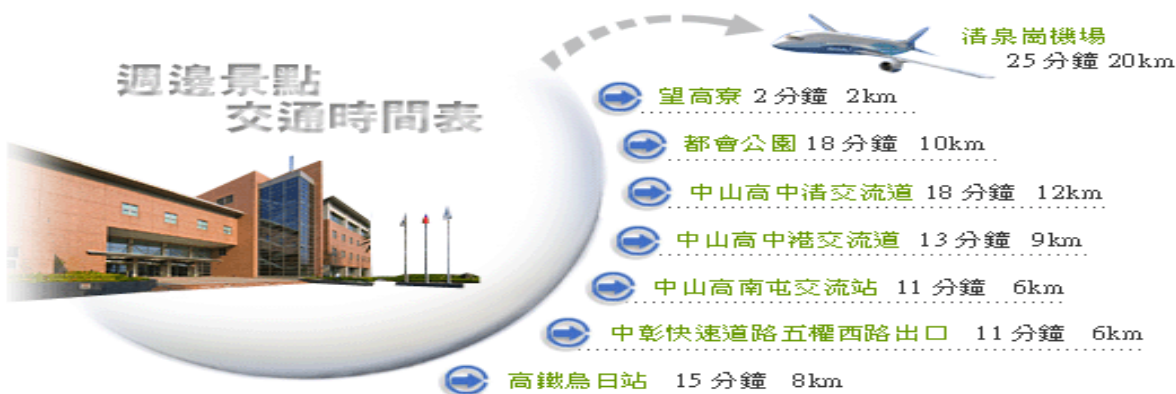 週邊景點
交通時間表
清泉崗機場
25 分鐘 20km
望高寮 2 分鐘 2km
都會公園 18 分鐘 10km
中山高中清交流道 18 分鐘 12km
中山高中港交流道 13 分鐘 9km
中山高南屯交流站 11 分鐘 6km
中彰快速道路五權西路出口 11 分鐘 6km
高鐵烏日站 15 分鐘 8km